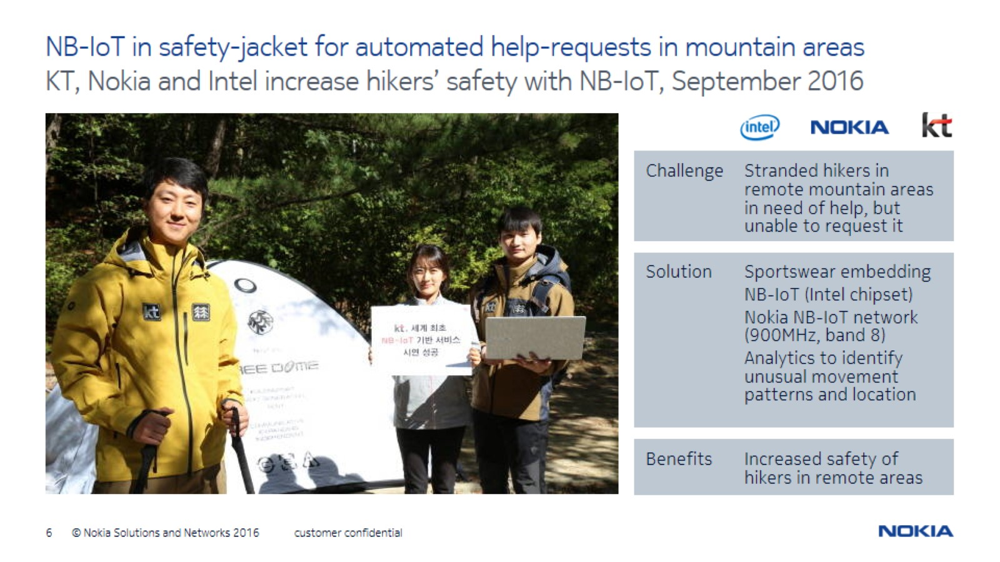 NB-IoT in safety-jacket for automated help-requests in mountain areas
KT, Nokia and Intel increase hikers’ safety with NB-IoT, September 2016
intel NOKIA kt
Challenge Stranded hikers in
remote mountain areas
in need of help, but
unable to request it
Solution Sportswear embedding
NB-IoT (Intel chipset)
Nokia NB-IoT network
(900MHz, band 8)
Analytics to identify
unusual movement
patterns and location
Benefits Increased safety of
hikers in remote areas
kt
kt. 세계 최초
NB-IoT 기반 서비스
시연 성공
kt
DOME
6 © Nokia Solutions and Networks 2016 customer confidential
NOKIA